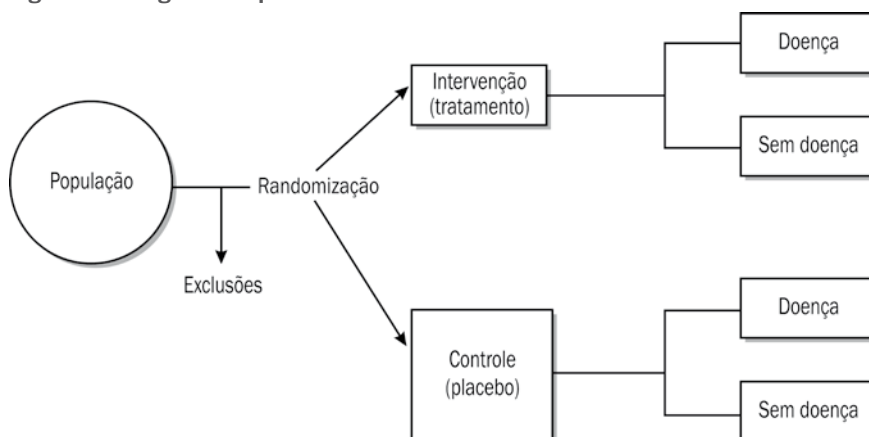 População
Exclusões
Randomização
Intervenção
(tratamento)
Doença
Sem doença
Controle
(placebo)
Doença
Sem doença